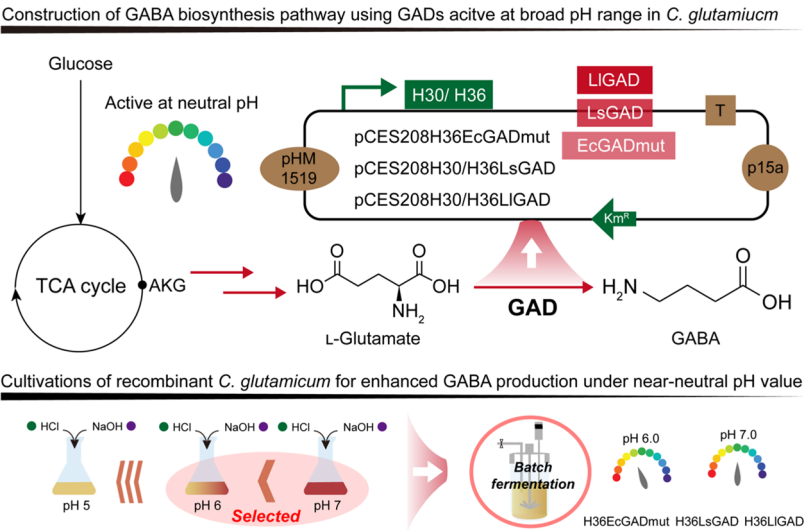 Construction of GABA biosynthesis pathway using GADs acitve at broad pH range in C. glutamiucm
Glucose
Active at neutral pH
H30/ H36
LlGAD
LsGAD
EcGADmut
T
pHM
1519
pCES208H36EcGADmut
pCES208H30/H36LsGAD
pCES208H30/H36LlGAD
p15a
KmR
TCA cycle
AKG
O
O
HO
OH
NH2
L-Glutamate
GAD
H2N
O
OH
GABA
Cultivations of recombinant C. glutamicum for enhanced GABA production under near-neutral pH value
HCl NaOH
HCl NaOH
HCl NaOH
pH 5
pH 6
pH 7
Selected
Batch
fermentation
pH 6.0
pH 7.0
H36EcGADmut H36LsGAD H36LlGAD